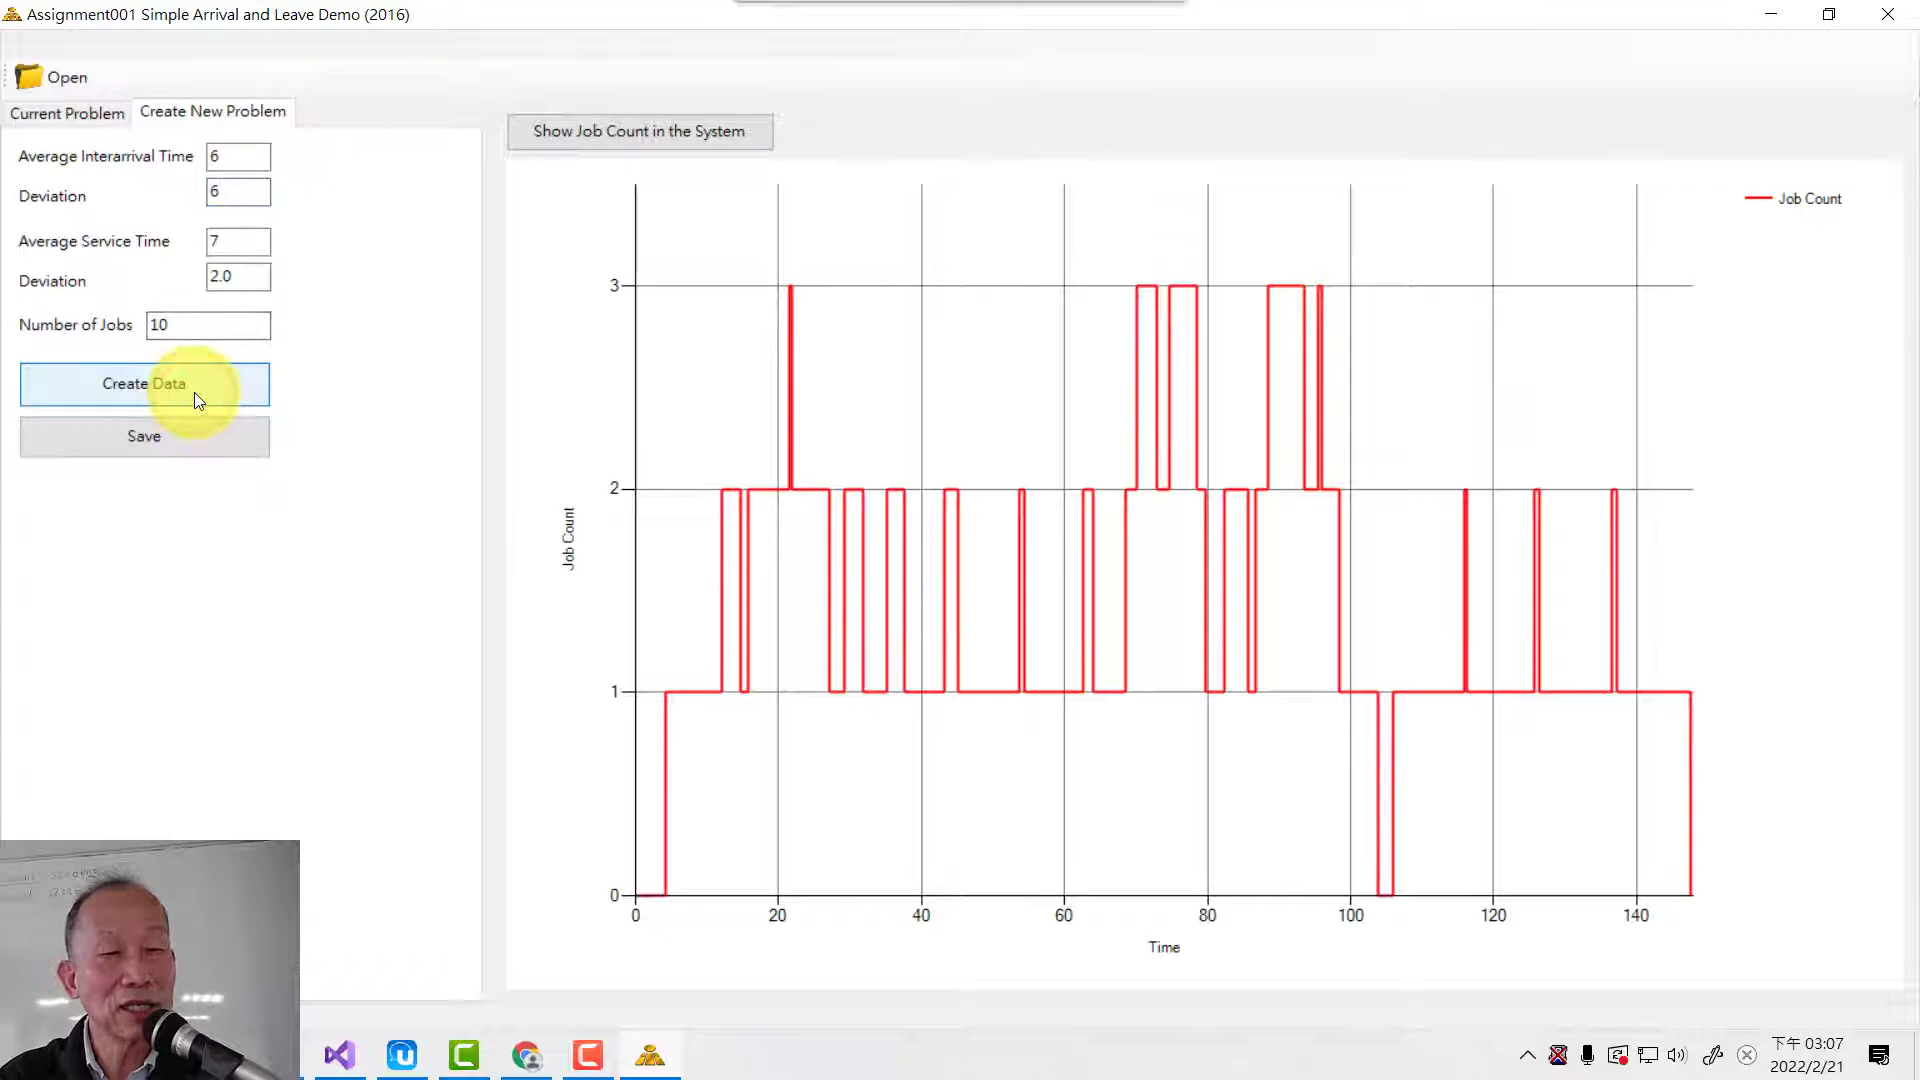 Assignment001 Simple Arrival and Leave Demo (2016)
Open
Current Problem
Create New Problem
Average Interarrival Time 6
Deviation 6
Average Service Time 7
Deviation 2.0
Number of Jobs 10
Create Data
Save
Show Job Count in the System
Job Count
3
2
1
0
Job Count
0 20 40 60 80 100 120 140
Time
下午 03:07
2022/2/21